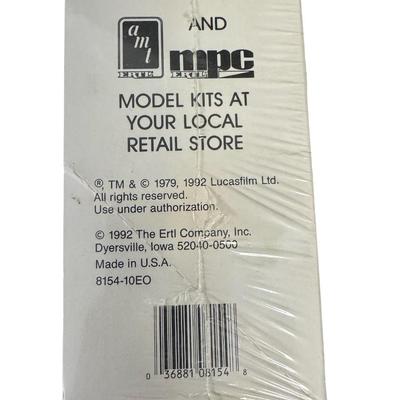 amt
ERTL
AND
mpc
ERTL
MODEL KITS AT
YOUR LOCAL
RETAIL STORE
®, TM & © 1979, 1992 Lucasfilm Ltd.
All rights reserved.
Use under authorization.
© 1992 The Ertl Company, Inc.
Dyersville, Iowa 52040-0500
Made in U.S.A.
8154-10EO
0 36881 08154 8